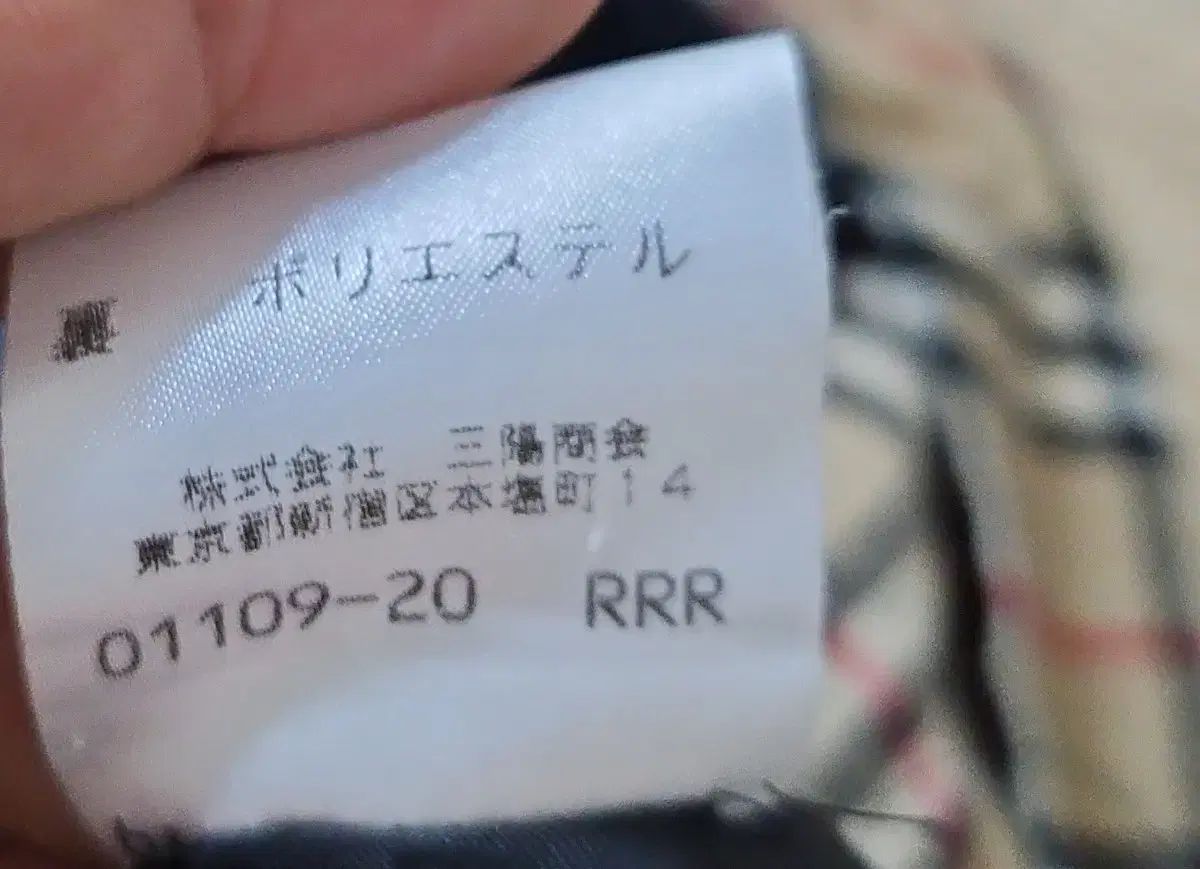 裏 ポリエステル
株式会社 三陽商会
東京都新宿区本塩町14
01109-20 RRR